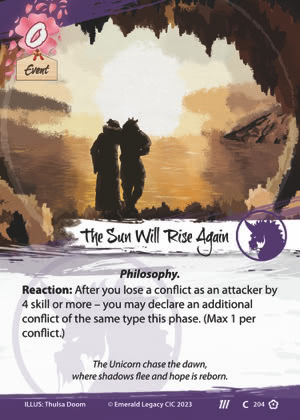 0
Event
The Sun Will Rise Again
Philosophy.
Reaction: After you lose a conflict as an attacker by
4 skill or more – you may declare an additional
conflict of the same type this phase. (Max 1 per
conflict.)
The Unicorn chase the dawn,
where shadows flee and hope is reborn.
ILLUS: Thulsa Doom © Emerald Legacy CIC 2023 C 204